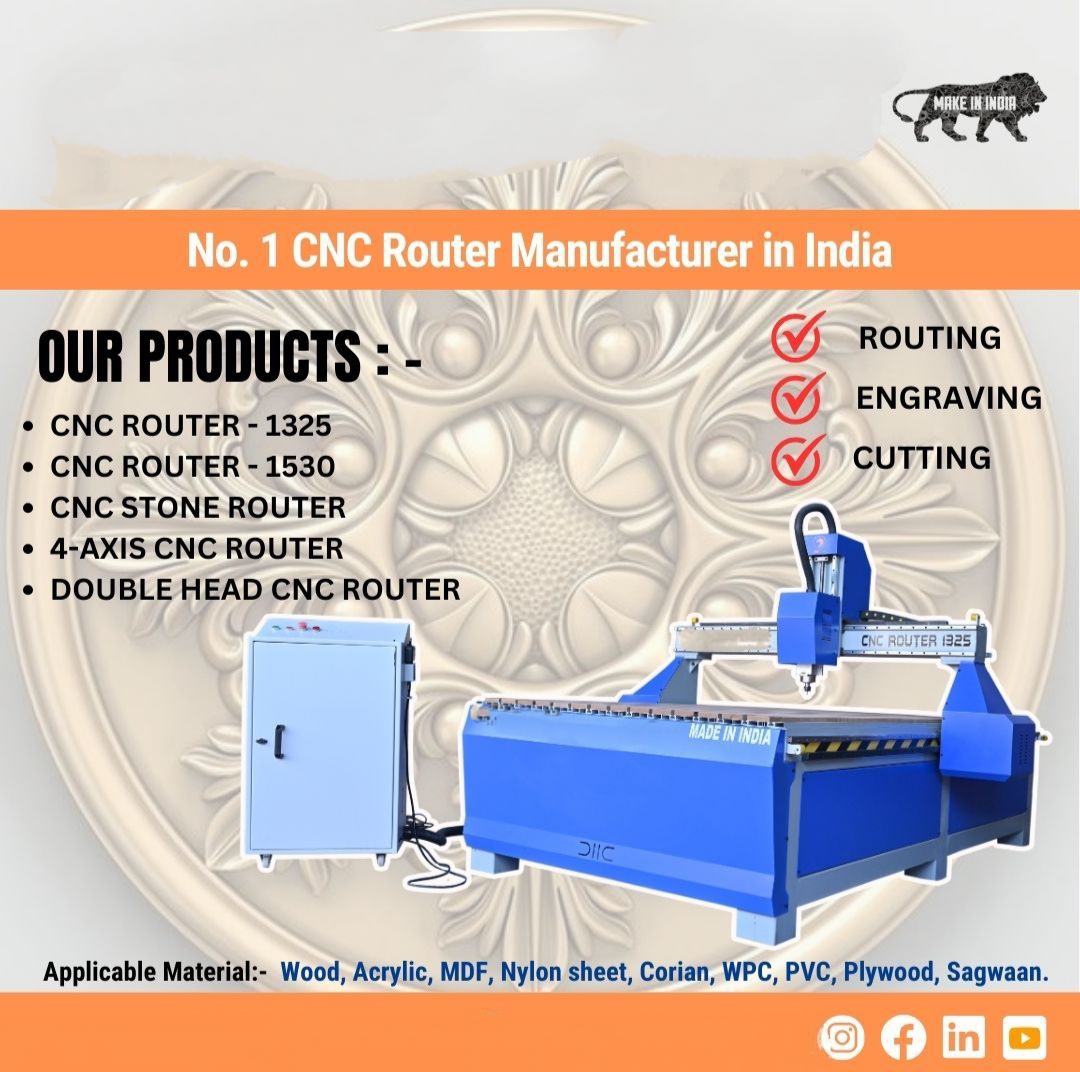 MAKE IN INDIA
No. 1 CNC Router Manufacturer in India
OUR PRODUCTS : -
• CNC ROUTER - 1325
• CNC ROUTER - 1530
• CNC STONE ROUTER
• 4-AXIS CNC ROUTER
• DOUBLE HEAD CNC ROUTER
ROUTING
ENGRAVING
CUTTING
CNC ROUTER 1325
MADE IN INDIA
Applicable Material:- Wood, Acrylic, MDF, Nylon sheet, Corian, WPC, PVC, Plywood, Sagwaan.
in